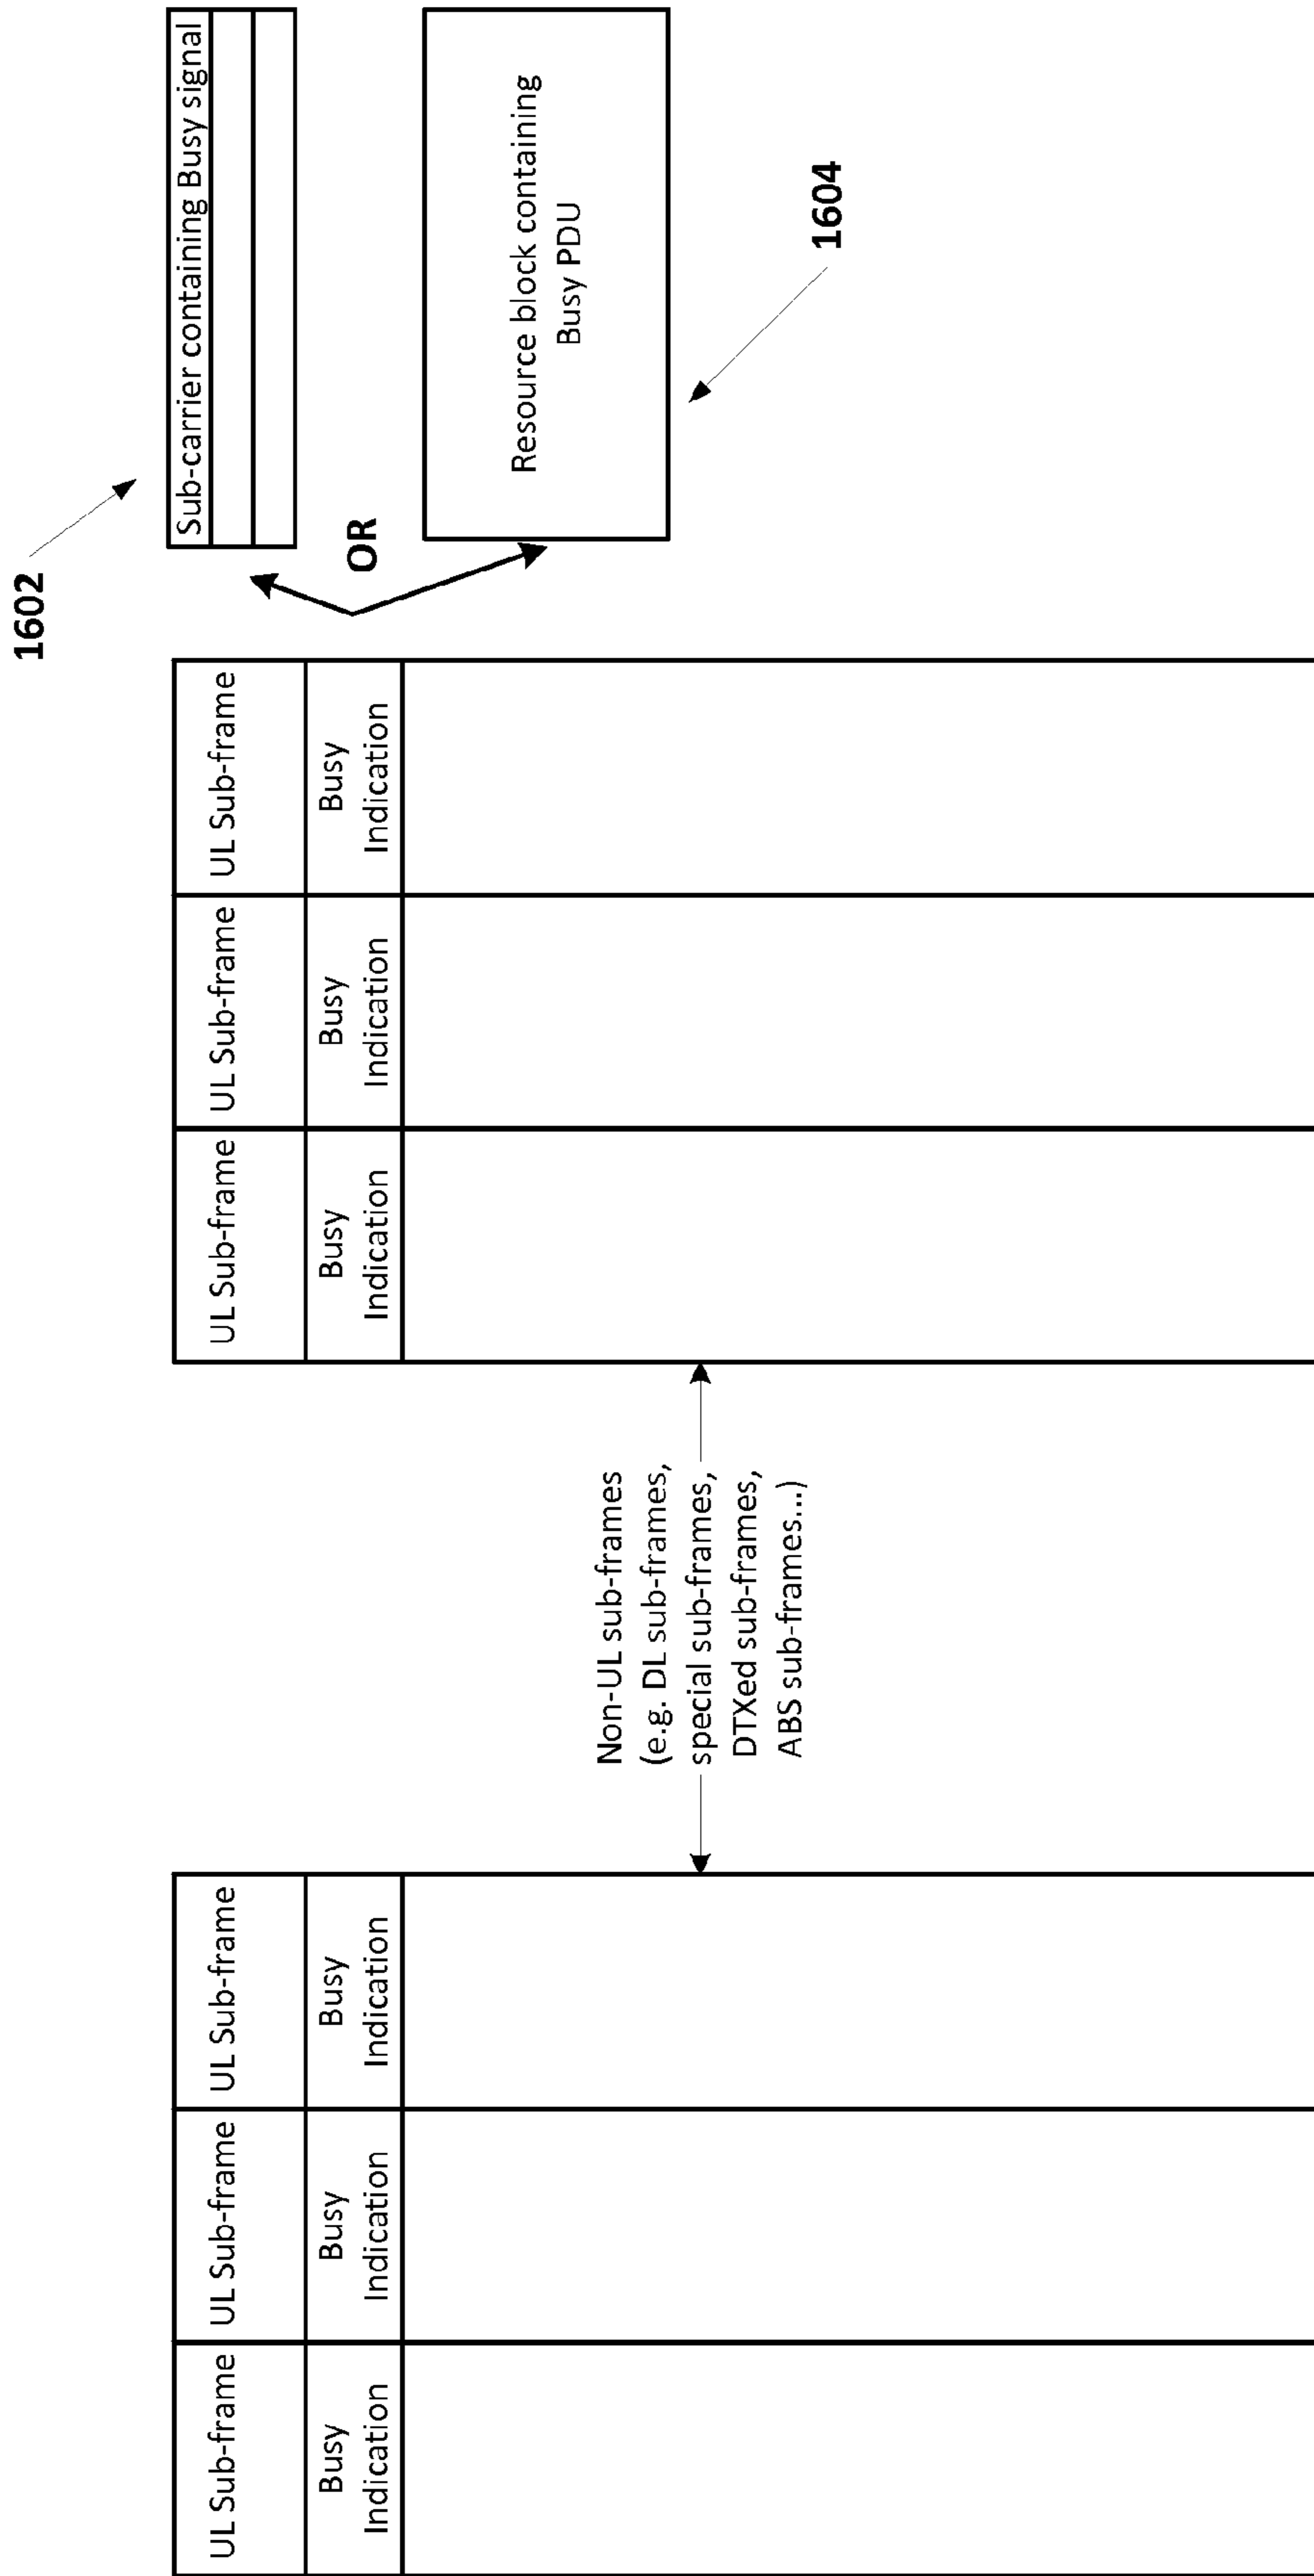 1602
Sub-carrier containing Busy signal
OR
Resource block containing
Busy PDU
1604
UL Sub-frame
UL Sub-frame
UL Sub-frame
Busy
Indication
Busy
Indication
Busy
Indication
Non-UL sub-frames
(e.g. DL sub-frames,
special sub-frames,
DTXed sub-frames,
ABS sub-frames...)
UL Sub-frame
UL Sub-frame
UL Sub-frame
Busy
Indication
Busy
Indication
Busy
Indication